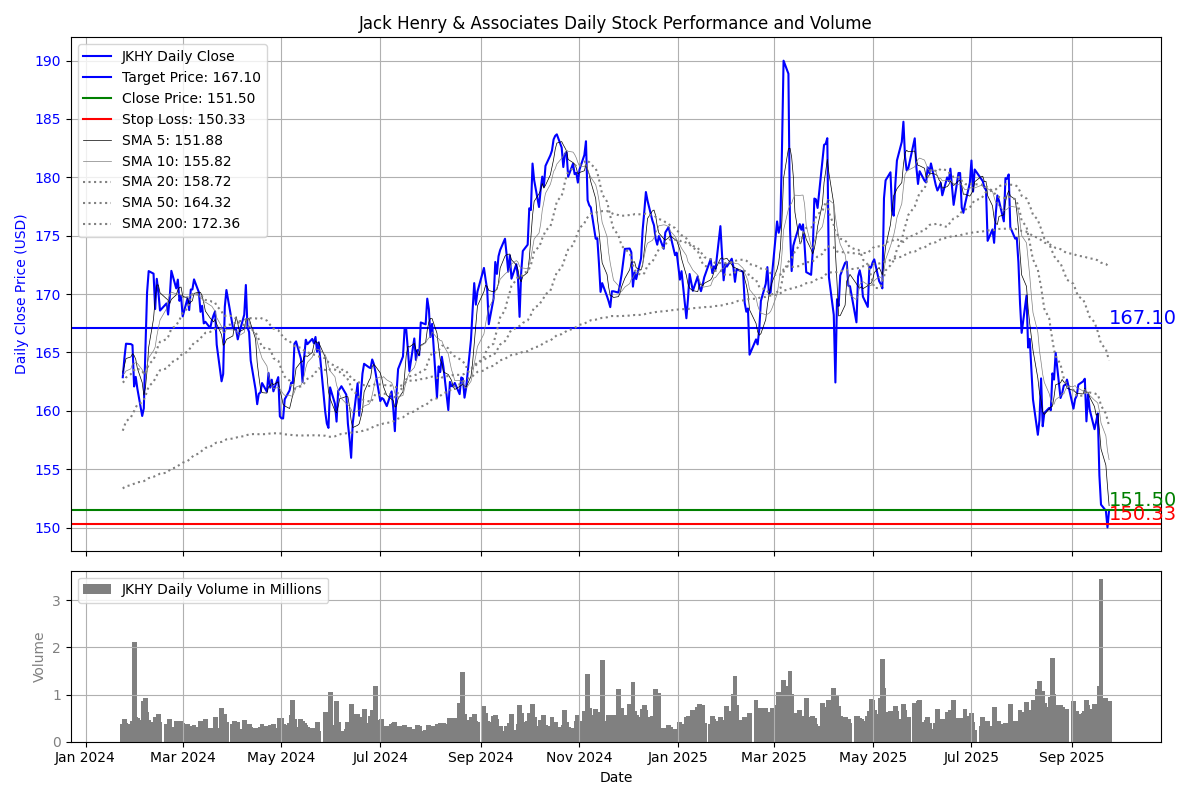 Jack Henry & Associates Daily Stock Performance and Volume
JKHY Daily Close
Target Price: 167.10
Close Price: 151.50
Stop Loss: 150.33
SMA 5: 151.88
SMA 10: 155.82
SMA 20: 158.72
SMA 50: 164.32
SMA 200: 172.36
Daily Close Price (USD)
190
185
180
175
170
165
160
155
150
167.10
151.50
150.33
JKHY Daily Volume in Millions
Volume
3
2
1
0
Jan 2024 Mar 2024 May 2024 Jul 2024 Sep 2024 Nov 2024 Jan 2025 Mar 2025 May 2025 Jul 2025 Sep 2025
Date